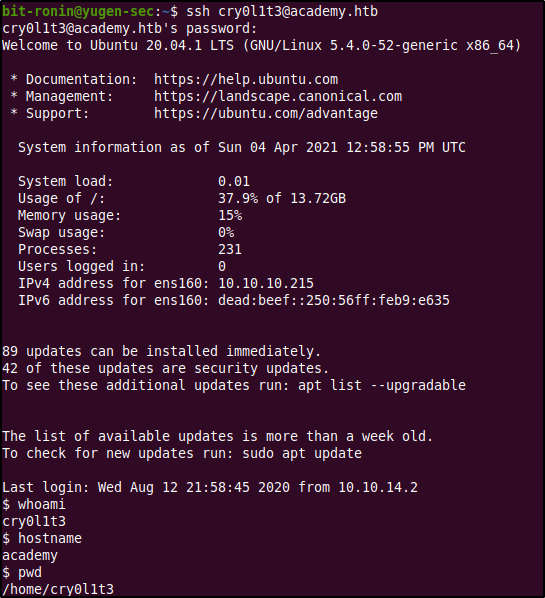 bit-ronin@yugen-sec:~$ ssh cry0l1t3@academy.htb
cry0l1t3@academy.htb's password:
Welcome to Ubuntu 20.04.1 LTS (GNU/Linux 5.4.0-52-generic x86_64)
* Documentation:  https://help.ubuntu.com
* Management:     https://landscape.canonical.com
* Support:        https://ubuntu.com/advantage
System information as of Sun 04 Apr 2021 12:58:55 PM UTC
System load:             0.01
Usage of /:              37.9% of 13.72GB
Memory usage:            15%
Swap usage:              0%
Processes:               231
Users logged in:         0
IPv4 address for ens160: 10.10.10.215
IPv6 address for ens160: dead:beef::250:56ff:feb9:e635
89 updates can be installed immediately.
42 of these updates are security updates.
To see these additional updates run: apt list --upgradable
The list of available updates is more than a week old.
To check for new updates run: sudo apt update
Last login: Wed Aug 12 21:58:45 2020 from 10.10.14.2
$ whoami
cry0l1t3
$ hostname
academy
$ pwd
/home/cry0l1t3